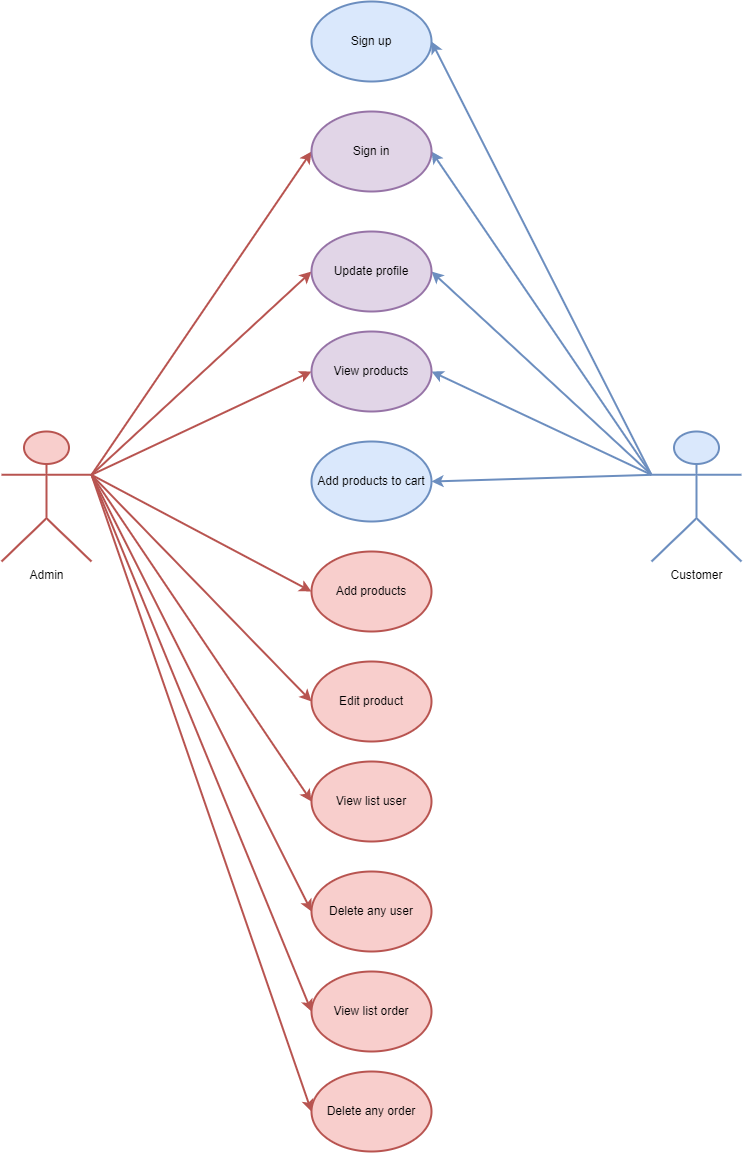 Sign up
Sign in
Update profile
View products
Add products to cart
Admin
Customer
Add products
Edit product
View list user
Delete any user
View list order
Delete any order